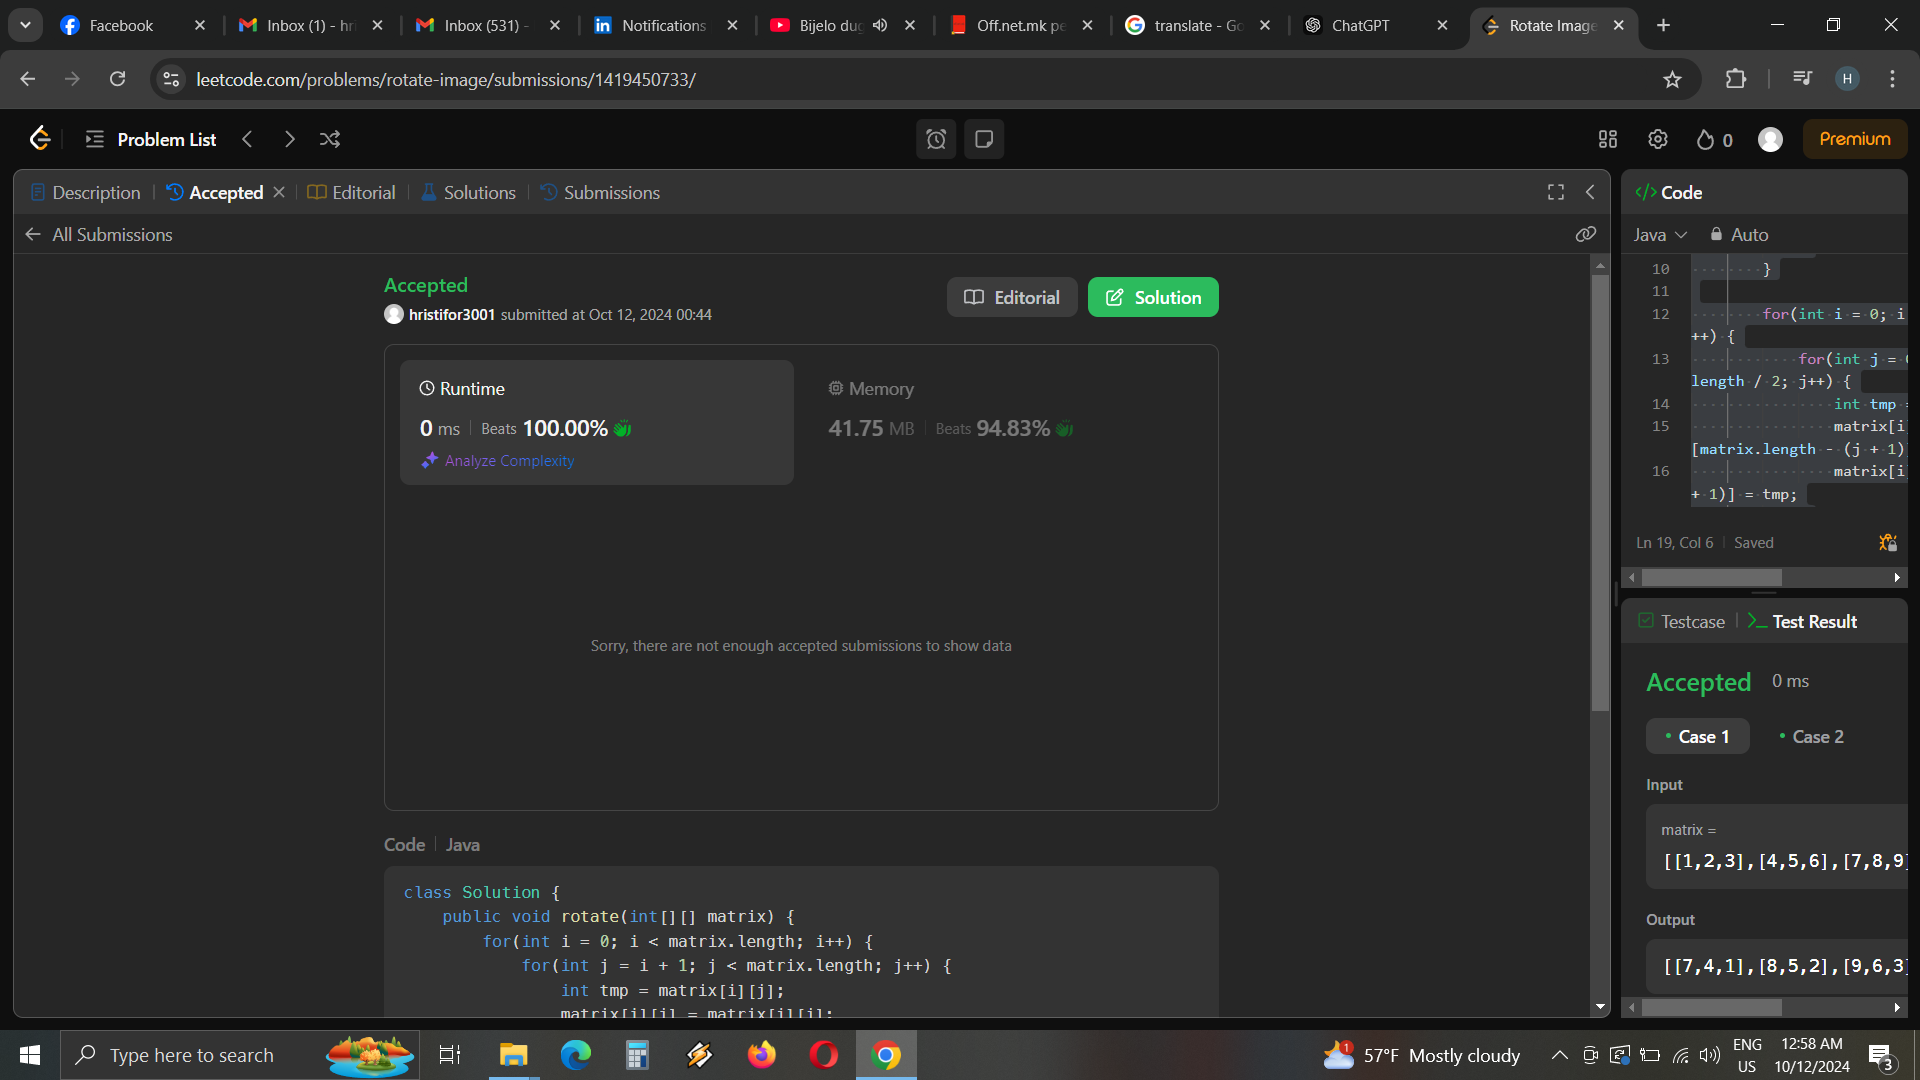 Facebook
Inbox (1) - hri
Inbox (531) -
Notifications
Bijelo dug
Off.net.mk pe
translate - Go
ChatGPT
Rotate Image
leetcode.com/problems/rotate-image/submissions/1419450733/
H
Problem List
0
Premium
Description
Accepted
Editorial
Solutions
Submissions
All Submissions
Accepted
hristifor3001 submitted at Oct 12, 2024 00:44
Editorial
Solution
Runtime
0 ms | Beats 100.00%
Analyze Complexity
Memory
41.75 MB | Beats 94.83%
Sorry, there are not enough accepted submissions to show data
Code | Java
class Solution {
public void rotate(int[][] matrix) {
for(int i = 0; i < matrix.length; i++) {
for(int j = i + 1; j < matrix.length; j++) {
int tmp = matrix[i][j];
matrix[i][j] = matrix[j][i];
</> Code
Java
Auto
10 }
11
12 for(int i = 0; i
++) {
13 for(int j = 0
length / 2; j++) {
14 int tmp =
15 matrix[i]
[matrix.length - (j + 1)]
16 matrix[i]
+ 1)] = tmp;
Ln 19, Col 6 | Saved
Testcase
Test Result
Accepted 0 ms
Case 1
Case 2
Input
matrix =
[[1,2,3],[4,5,6],[7,8,9]
Output
[[7,4,1],[8,5,2],[9,6,3]
Type here to search
1
57°F Mostly cloudy
ENG
US
12:58 AM
10/12/2024
3